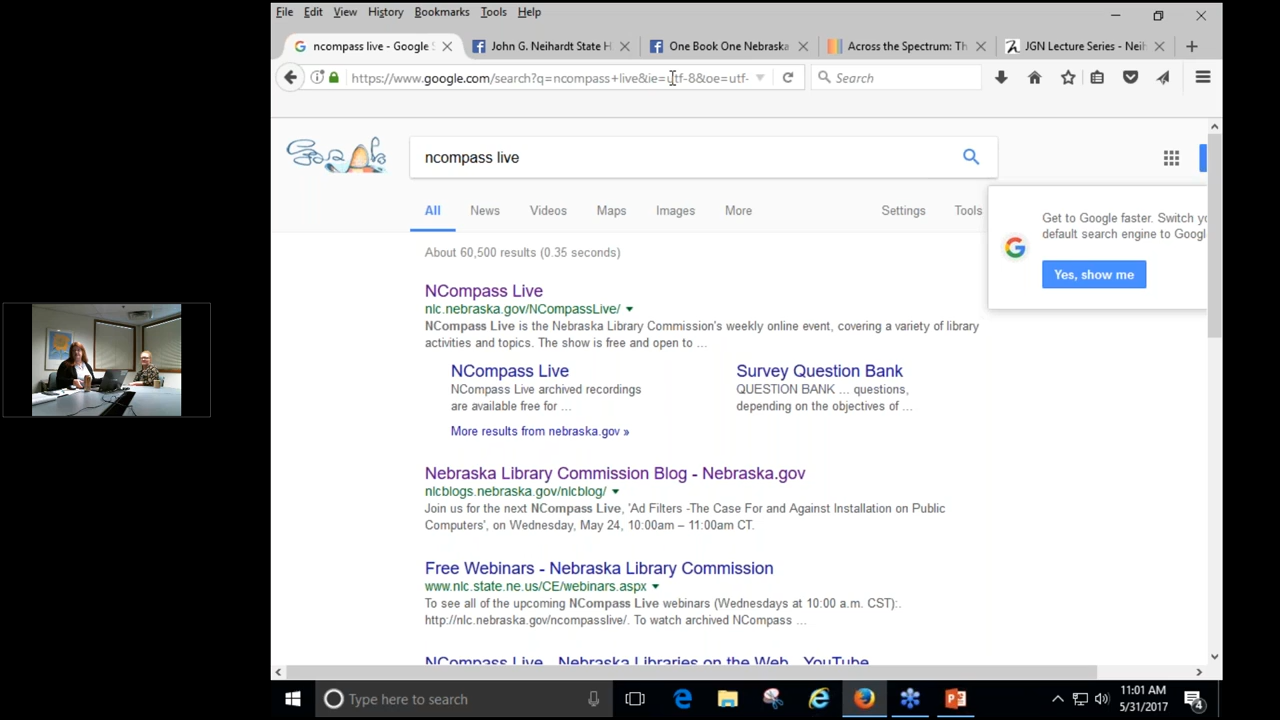 File Edit View History Bookmarks Tools Help
ncompass live - Google S
John G. Neihardt State H
One Book One Nebraska
Across the Spectrum: Th
JGN Lecture Series - Neih
https://www.google.com/search?q=ncompass+live&ie=utf-8&oe=utf-
Search
ncompass live
All News Videos Maps Images More Settings Tools
Get to Google faster. Switch yo
default search engine to Googl
Yes, show me
About 60,500 results (0.35 seconds)
NCompass Live
nlc.nebraska.gov/NCompassLive/
NCompass Live is the Nebraska Library Commission's weekly online event, covering a variety of library
activities and topics. The show is free and open to ...
NCompass Live
NCompass Live archived recordings
are available free for ...
Survey Question Bank
QUESTION BANK ... questions,
depending on the objectives of ...
More results from nebraska.gov »
Nebraska Library Commission Blog - Nebraska.gov
nlcblogs.nebraska.gov/nlcblog/
Join us for the next NCompass Live, 'Ad Filters -The Case For and Against Installation on Public
Computers', on Wednesday, May 24, 10:00am – 11:00am CT.
Free Webinars - Nebraska Library Commission
www.nlc.state.ne.us/CE/webinars.aspx
To see all of the upcoming NCompass Live webinars (Wednesdays at 10:00 a.m. CST):.
http://nlc.nebraska.gov/ncompasslive/. To watch archived NCompass ...
NCompass Live - Nebraska Libraries on the Web - YouTube
Type here to search
11:01 AM
5/31/2017
4